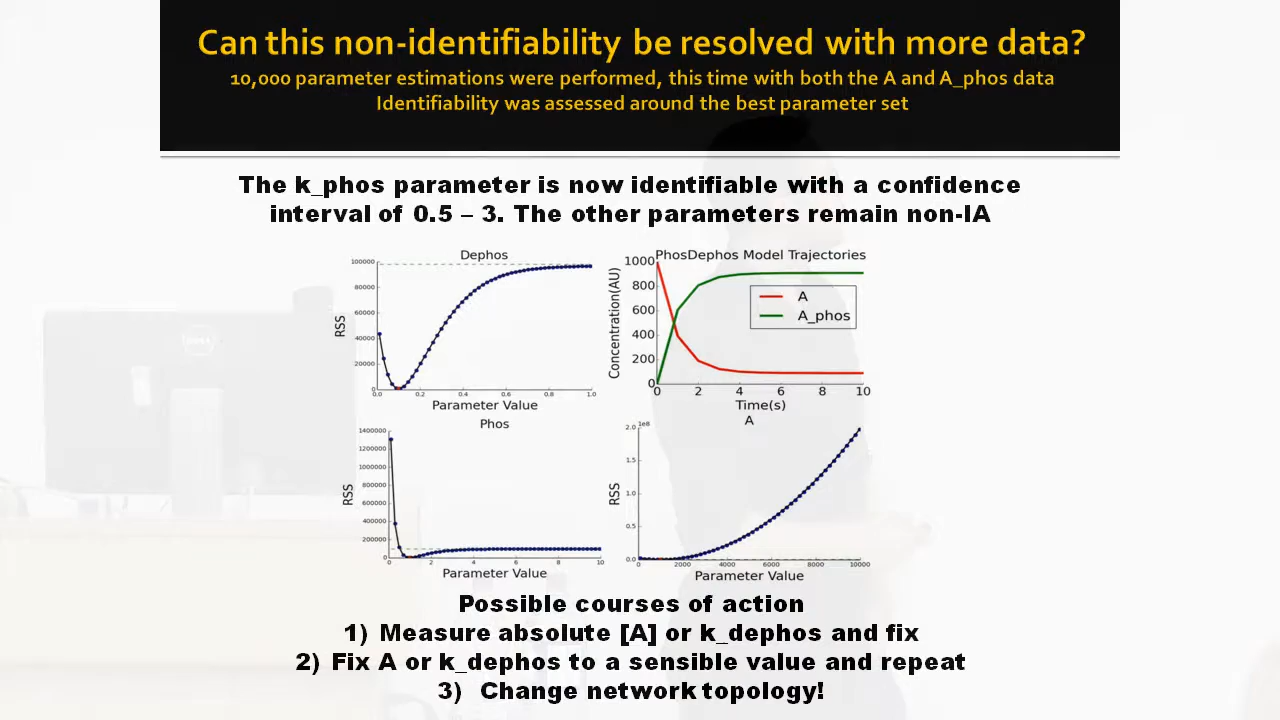 Can this non-identifiability be resolved with more data?
10,000 parameter estimations were performed, this time with both the A and A_phos data
Identifiability was assessed around the best parameter set
The k_phos parameter is now identifiable with a confidence
interval of 0.5 – 3. The other parameters remain non-IA
Dephos
100000
80000
60000
40000
20000
0
RSS
0.0 0.2 0.4 0.6 0.8 1.0
Parameter Value
PhosDephos Model Trajectories
1000
800
600
400
200
0
Concentration(AU)
A
A_phos
0 2 4 6 8 10
Time(s)
Phos
1400000
1200000
1000000
800000
600000
400000
200000
0
RSS
0 2 4 6 8 10
Parameter Value
A
1e8
2.0
1.5
1.0
0.5
0.0
RSS
0 2000 4000 6000 8000 10000
Parameter Value
Possible courses of action
1) Measure absolute [A] or k_dephos and fix
2) Fix A or k_dephos to a sensible value and repeat
3) Change network topology!